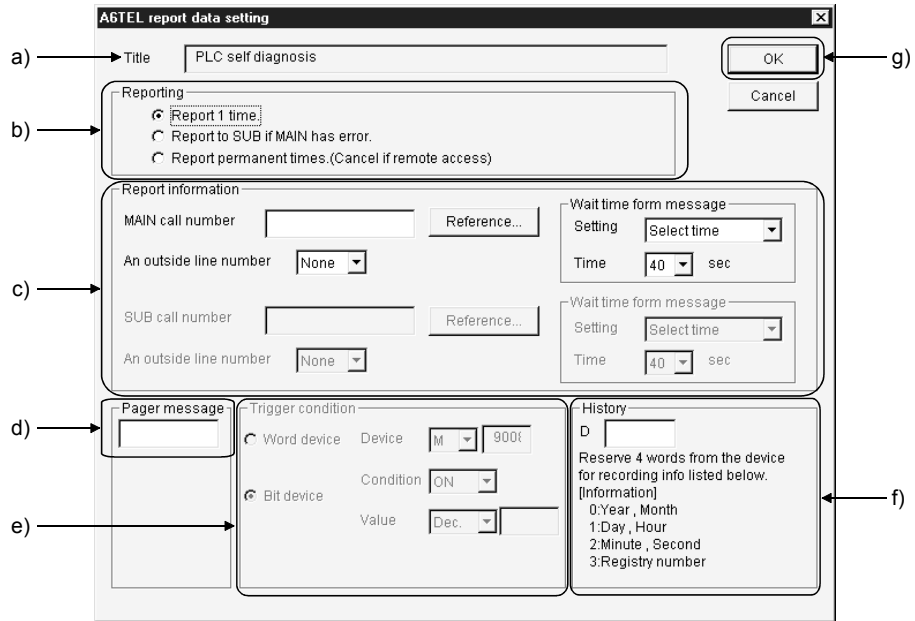 A6TEL report data setting
a)
Title
PLC self diagnosis
OK
g)
Cancel
b)
Reporting
Report 1 time.
Report to SUB if MAIN has error.
Report permanent times.(Cancel if remote access)
c)
Report information
MAIN call number
Reference...
An outside line number
None
Wait time form message
Setting
Select time
Time
40
sec
SUB call number
Reference...
An outside line number
None
Wait time form message
Setting
Select time
Time
40
sec
d)
Pager message
e)
Trigger condition
Word device
Bit device
Device
M
9008
Condition
ON
Value
Dec.
f)
History
D
Reserve 4 words from the device
for recording info listed below.
[Information]
0:Year , Month
1:Day , Hour
2:Minute , Second
3:Registry number